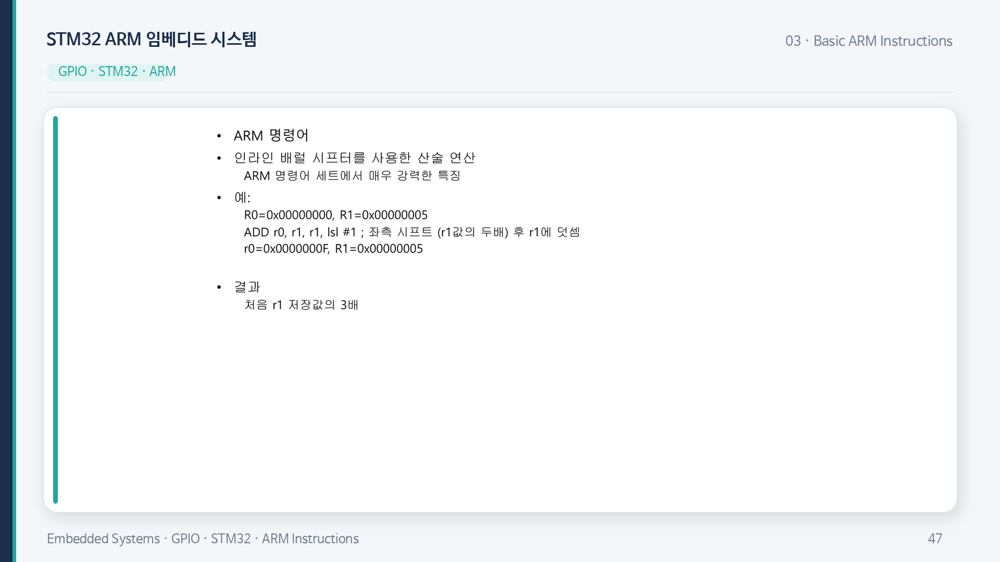 STM32 ARM 임베디드 시스템
03 · Basic ARM Instructions
GPIO · STM32 · ARM
• ARM 명령어
• 인라인 배럴 시프터를 사용한 산술 연산
ARM 명령어 세트에서 매우 강력한 특징
• 예:
R0=0x00000000, R1=0x00000005
ADD r0, r1, r1, lsl #1 ; 좌측 시프트 (r1값의 두배) 후 r1에 덧셈
r0=0x0000000F, R1=0x00000005
• 결과
처음 r1 저장값의 3배
Embedded Systems · GPIO · STM32 · ARM Instructions
47